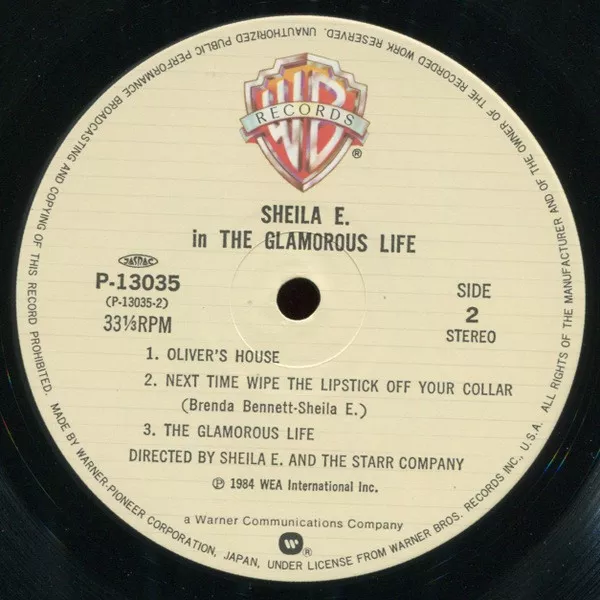 WB
RECORDS
®
SHEILA E.
in THE GLAMOROUS LIFE
JASRAC
P-13035
(P-13035-2)
33⅓RPM
SIDE
2
STEREO
1. OLIVER'S HOUSE
2. NEXT TIME WIPE THE LIPSTICK OFF YOUR COLLAR
(Brenda Bennett-Sheila E.)
3. THE GLAMOROUS LIFE
DIRECTED BY SHEILA E. AND THE STARR COMPANY
℗ 1984 WEA International Inc.
a Warner Communications Company
®
MADE BY WARNER-PIONEER CORPORATION, JAPAN, UNDER LICENSE FROM WARNER BROS. RECORDS INC., U.S.A. ALL RIGHTS OF THE MANUFACTURER AND OF THE OWNER OF THE RECORDED WORK RESERVED. UNAUTHORIZED PUBLIC PERFORMANCE BROADCASTING AND COPYING OF THIS RECORD PROHIBITED.